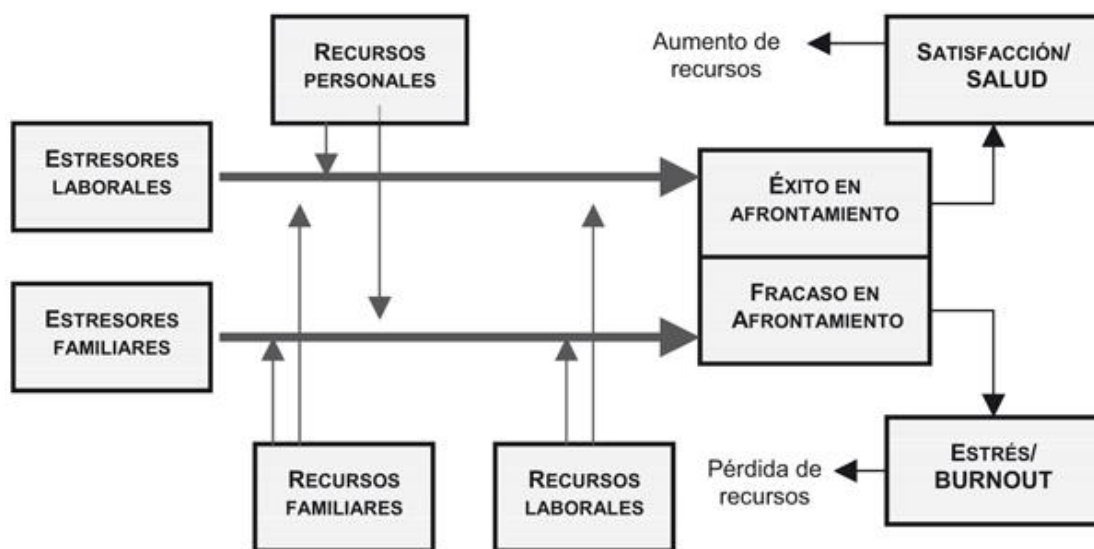 RECURSOS
PERSONALES
Aumento de
recursos
SATISFACCIÓN/
SALUD
ESTRESORES
LABORALES
ÉXITO EN
AFRONTAMIENTO
ESTRESORES
FAMILIARES
FRACASO EN
AFRONTAMIENTO
RECURSOS
FAMILIARES
RECURSOS
LABORALES
Pérdida de
recursos
ESTRÉS/
BURNOUT